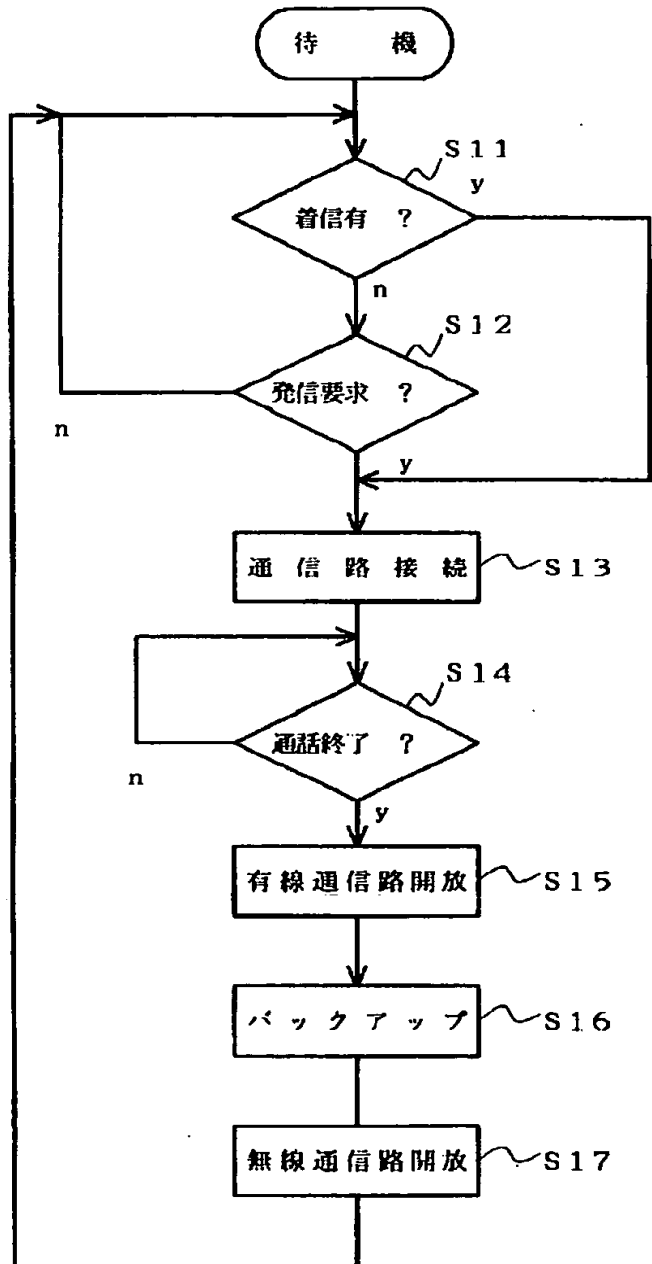 待 機
S11
y
着信有 ?
n
S12
発信要求 ?
n
y
通信路接続
S13
S14
通話終了 ?
n
y
有線通信路開放
S15
バックアップ
S16
無線通信路開放
S17